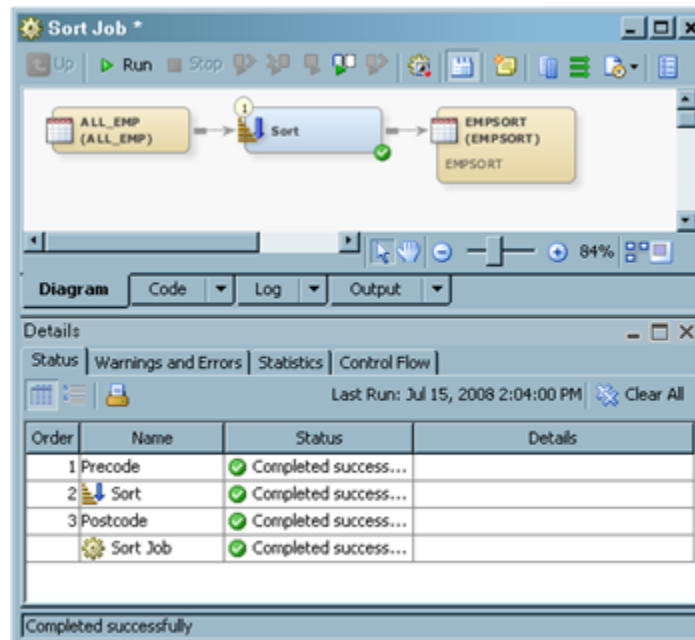 Sort Job *
Up Run Stop
ALL_EMP
(ALL_EMP)
1
Sort
EMPSORT
(EMPSORT)
EMPSORT
84%
Diagram Code Log Output
Details
Status Warnings and Errors Statistics Control Flow
Last Run: Jul 15, 2008 2:04:00 PM Clear All
Order Name Status Details
1 Precode Completed success...
2 Sort Completed success...
3 Postcode Completed success...
Sort Job Completed success...
Completed successfully